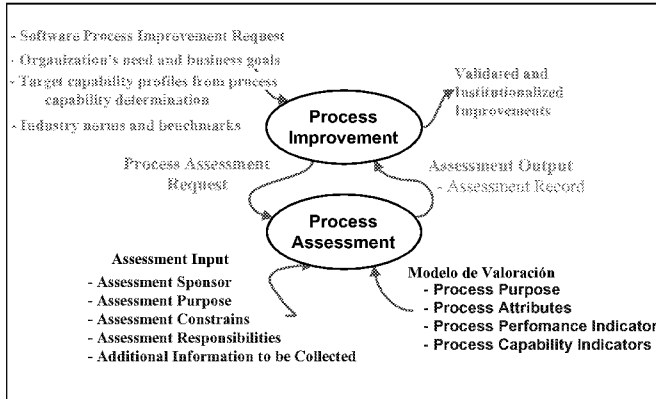 - Software Process Improvement Request
- Organization's need and business goals
- Target capability profiles from process
capability determination
- Industry norms and benchmarks
Process
Improvement
Validated and
Institutionalized
Improvements
Process Assessment
Request
Assessment Output
- Assessment Record
Process
Assessment
Assessment Input
- Assessment Sponsor
- Assessment Purpose
- Assessment Constrains
- Assessment Responsibilities
- Additional Information to be Collected
Modelo de Valoración
- Process Purpose
- Process Attributes
- Process Perfomance Indicator
- Process Capability Indicators